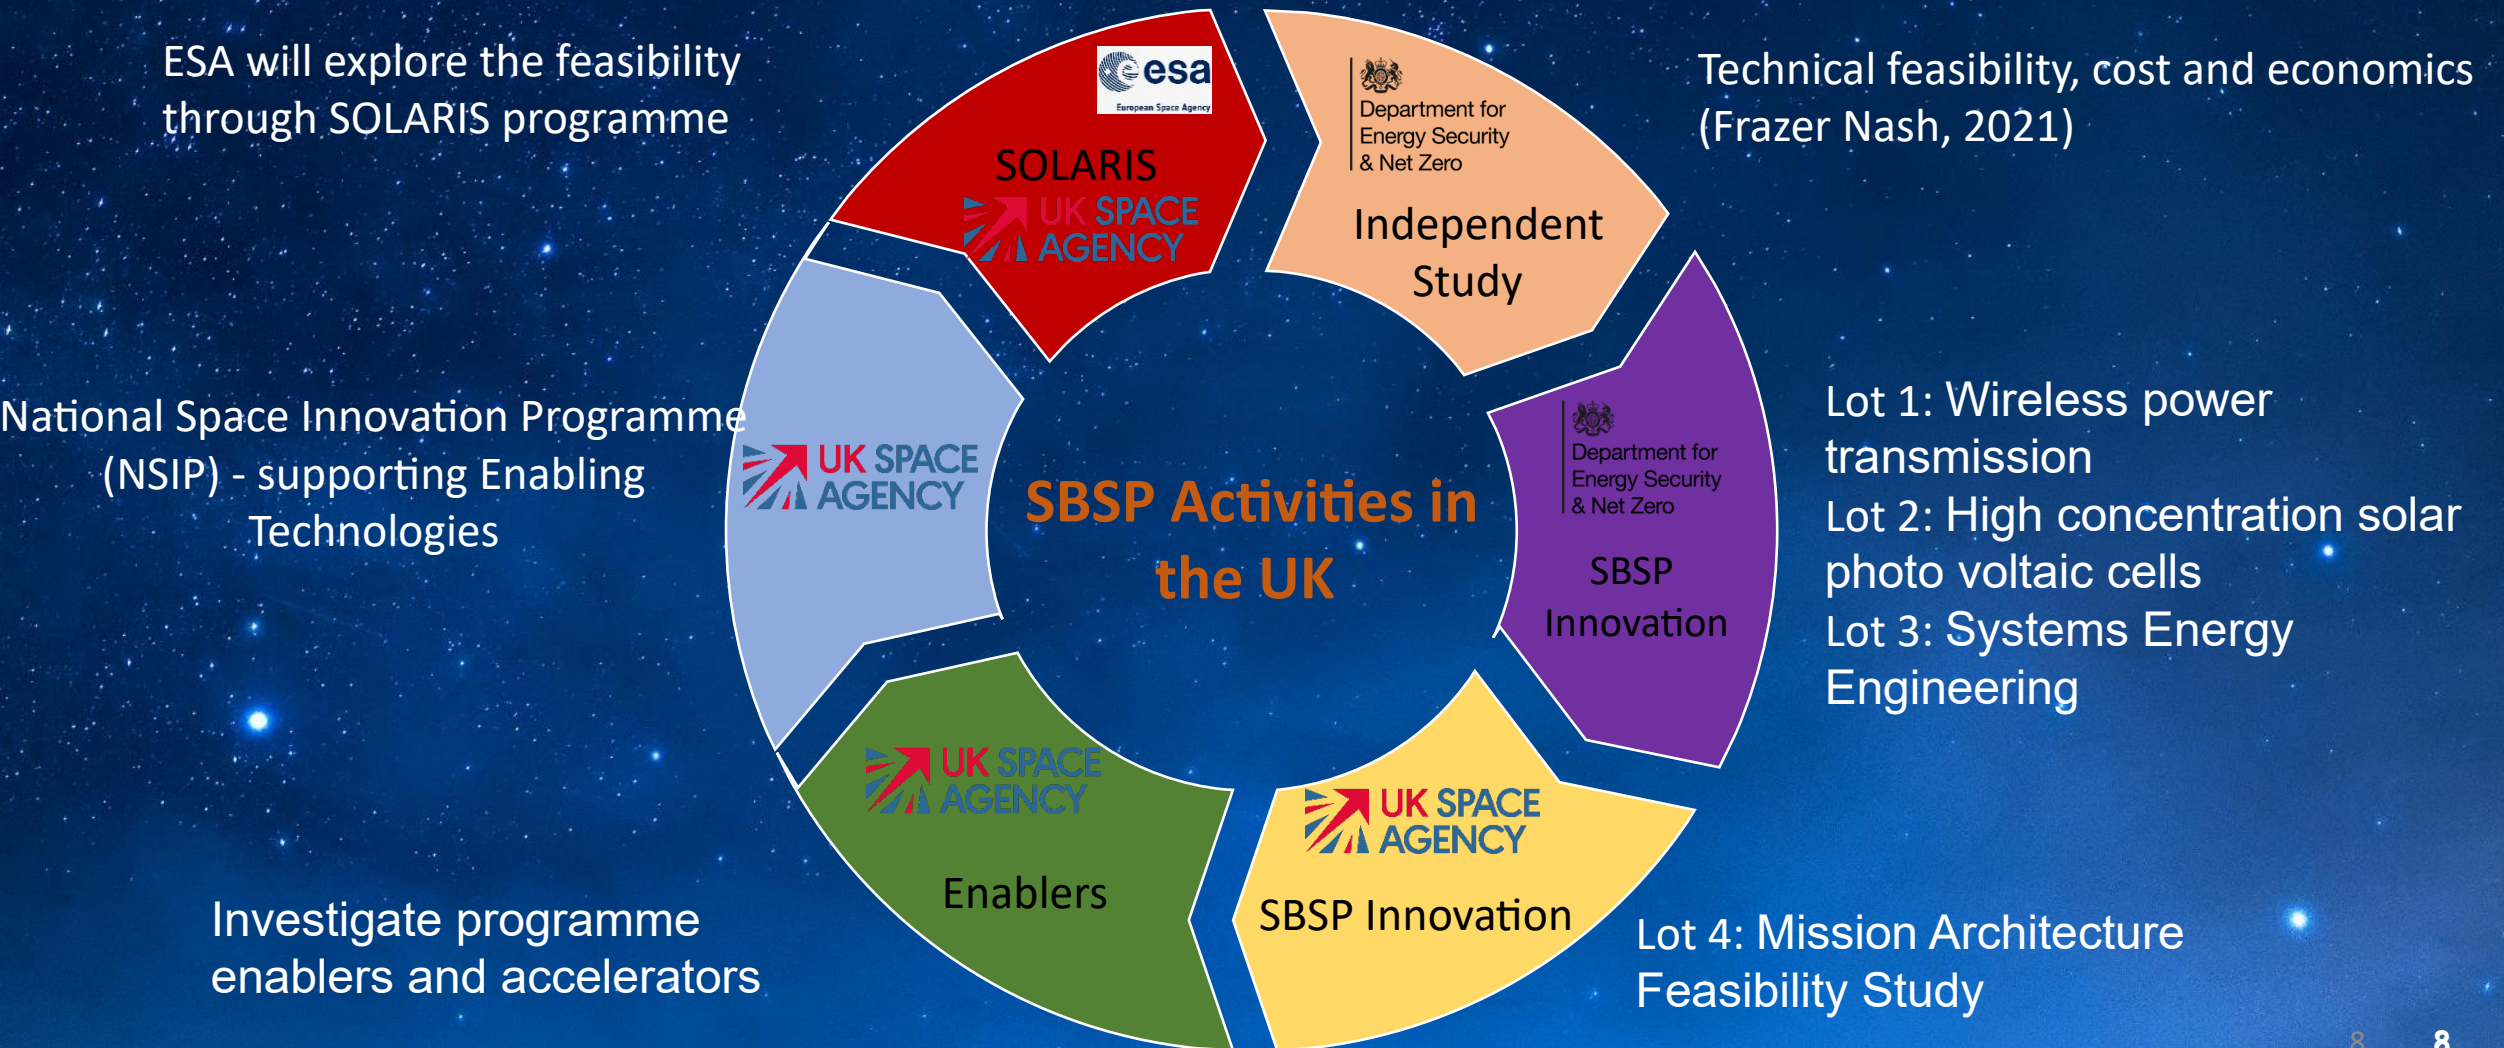 ESA will explore the feasibility
through SOLARIS programme
esa
European Space Agency
SOLARIS
UK SPACE
AGENCY
Department for
Energy Security
& Net Zero
Independent
Study
Technical feasibility, cost and economics
(Frazer Nash, 2021)
National Space Innovation Programme
(NSIP) - supporting Enabling
Technologies
UK SPACE
AGENCY
SBSP Activities in
the UK
Department for
Energy Security
& Net Zero
SBSP
Innovation
Lot 1: Wireless power
transmission
Lot 2: High concentration solar
photo voltaic cells
Lot 3: Systems Energy
Engineering
Investigate programme
enablers and accelerators
UK SPACE
AGENCY
Enablers
UK SPACE
AGENCY
SBSP Innovation
Lot 4: Mission Architecture
Feasibility Study
8 8